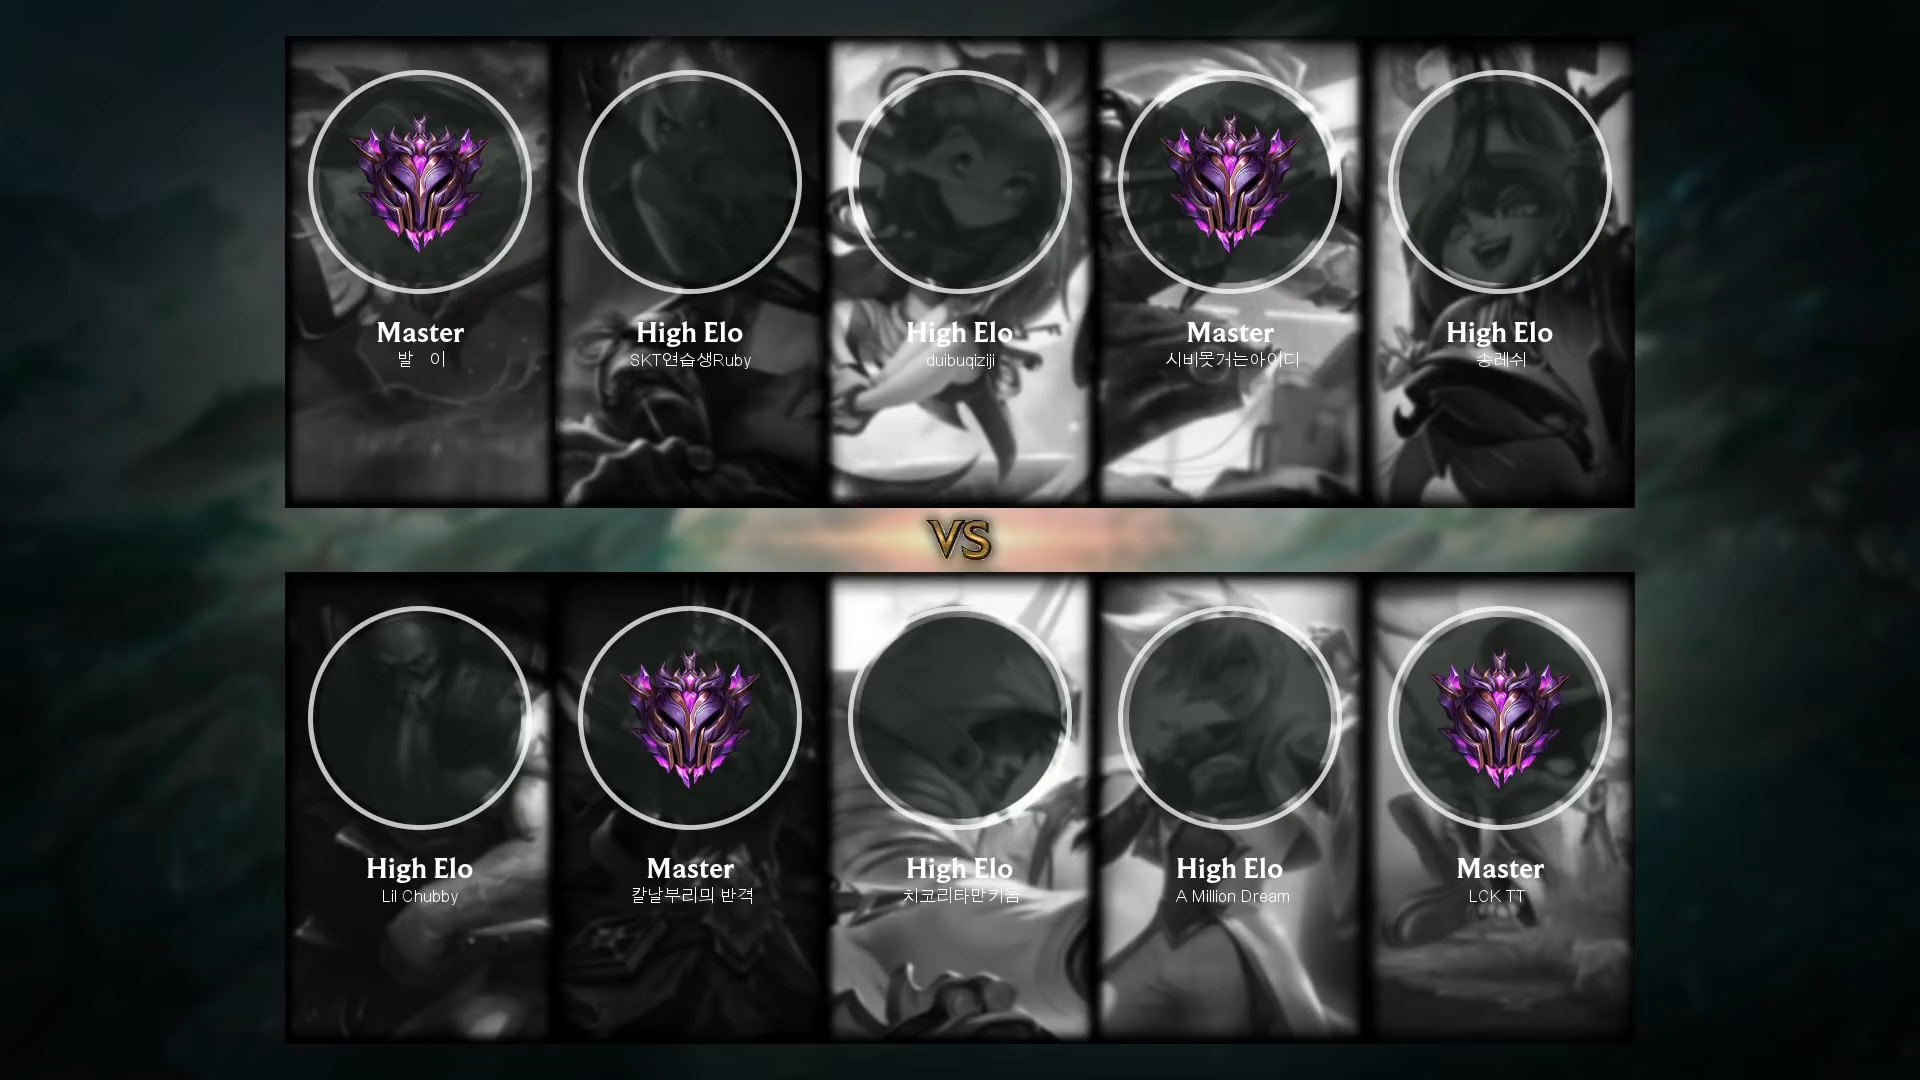 Master
발 이
High Elo
SKT연습생Ruby
High Elo
duibuqiziji
Master
시비못거는아이디
High Elo
송레쉬
VS
High Elo
Lil Chubby
Master
칼날부리의 반격
High Elo
치코리타만키움
High Elo
A Million Dream
Master
LCK TT